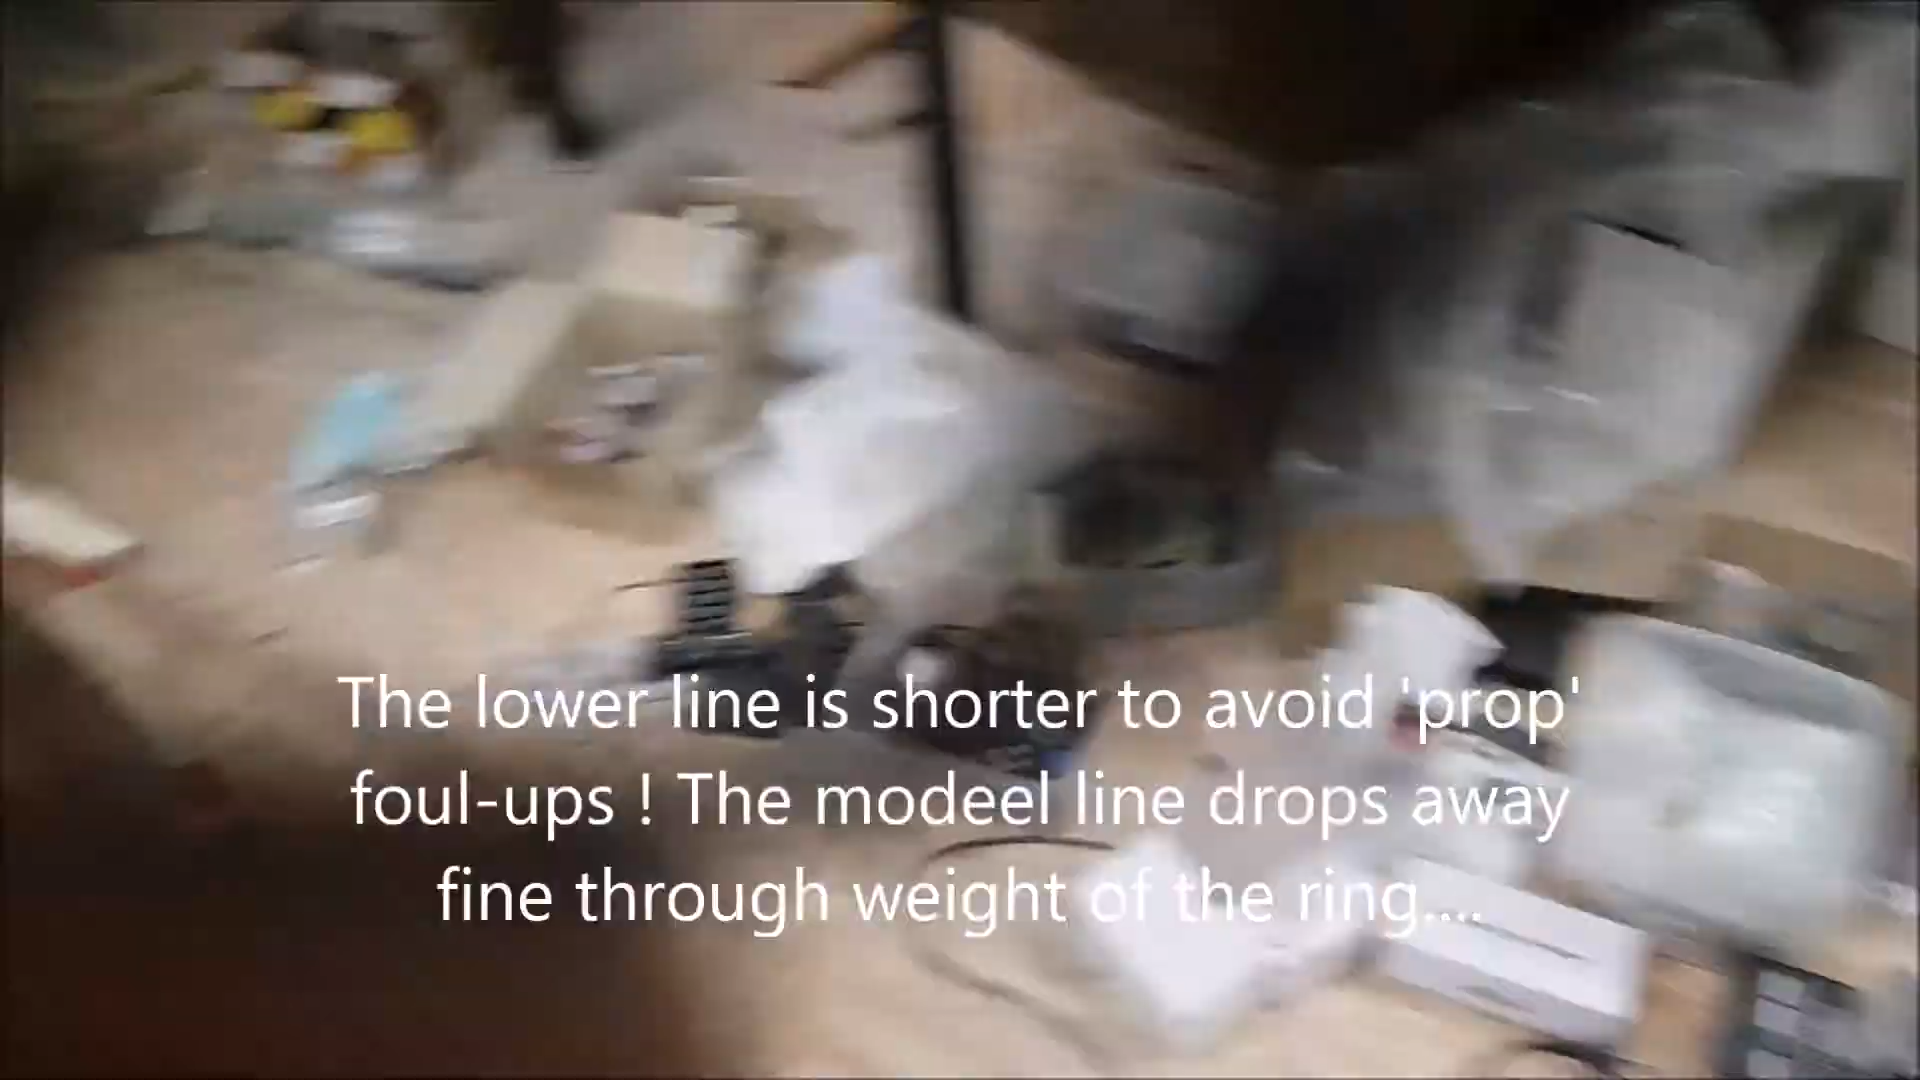 The lower line is shorter to avoid 'prop'
foul-ups ! The modeel line drops away
fine through weight of the ring....